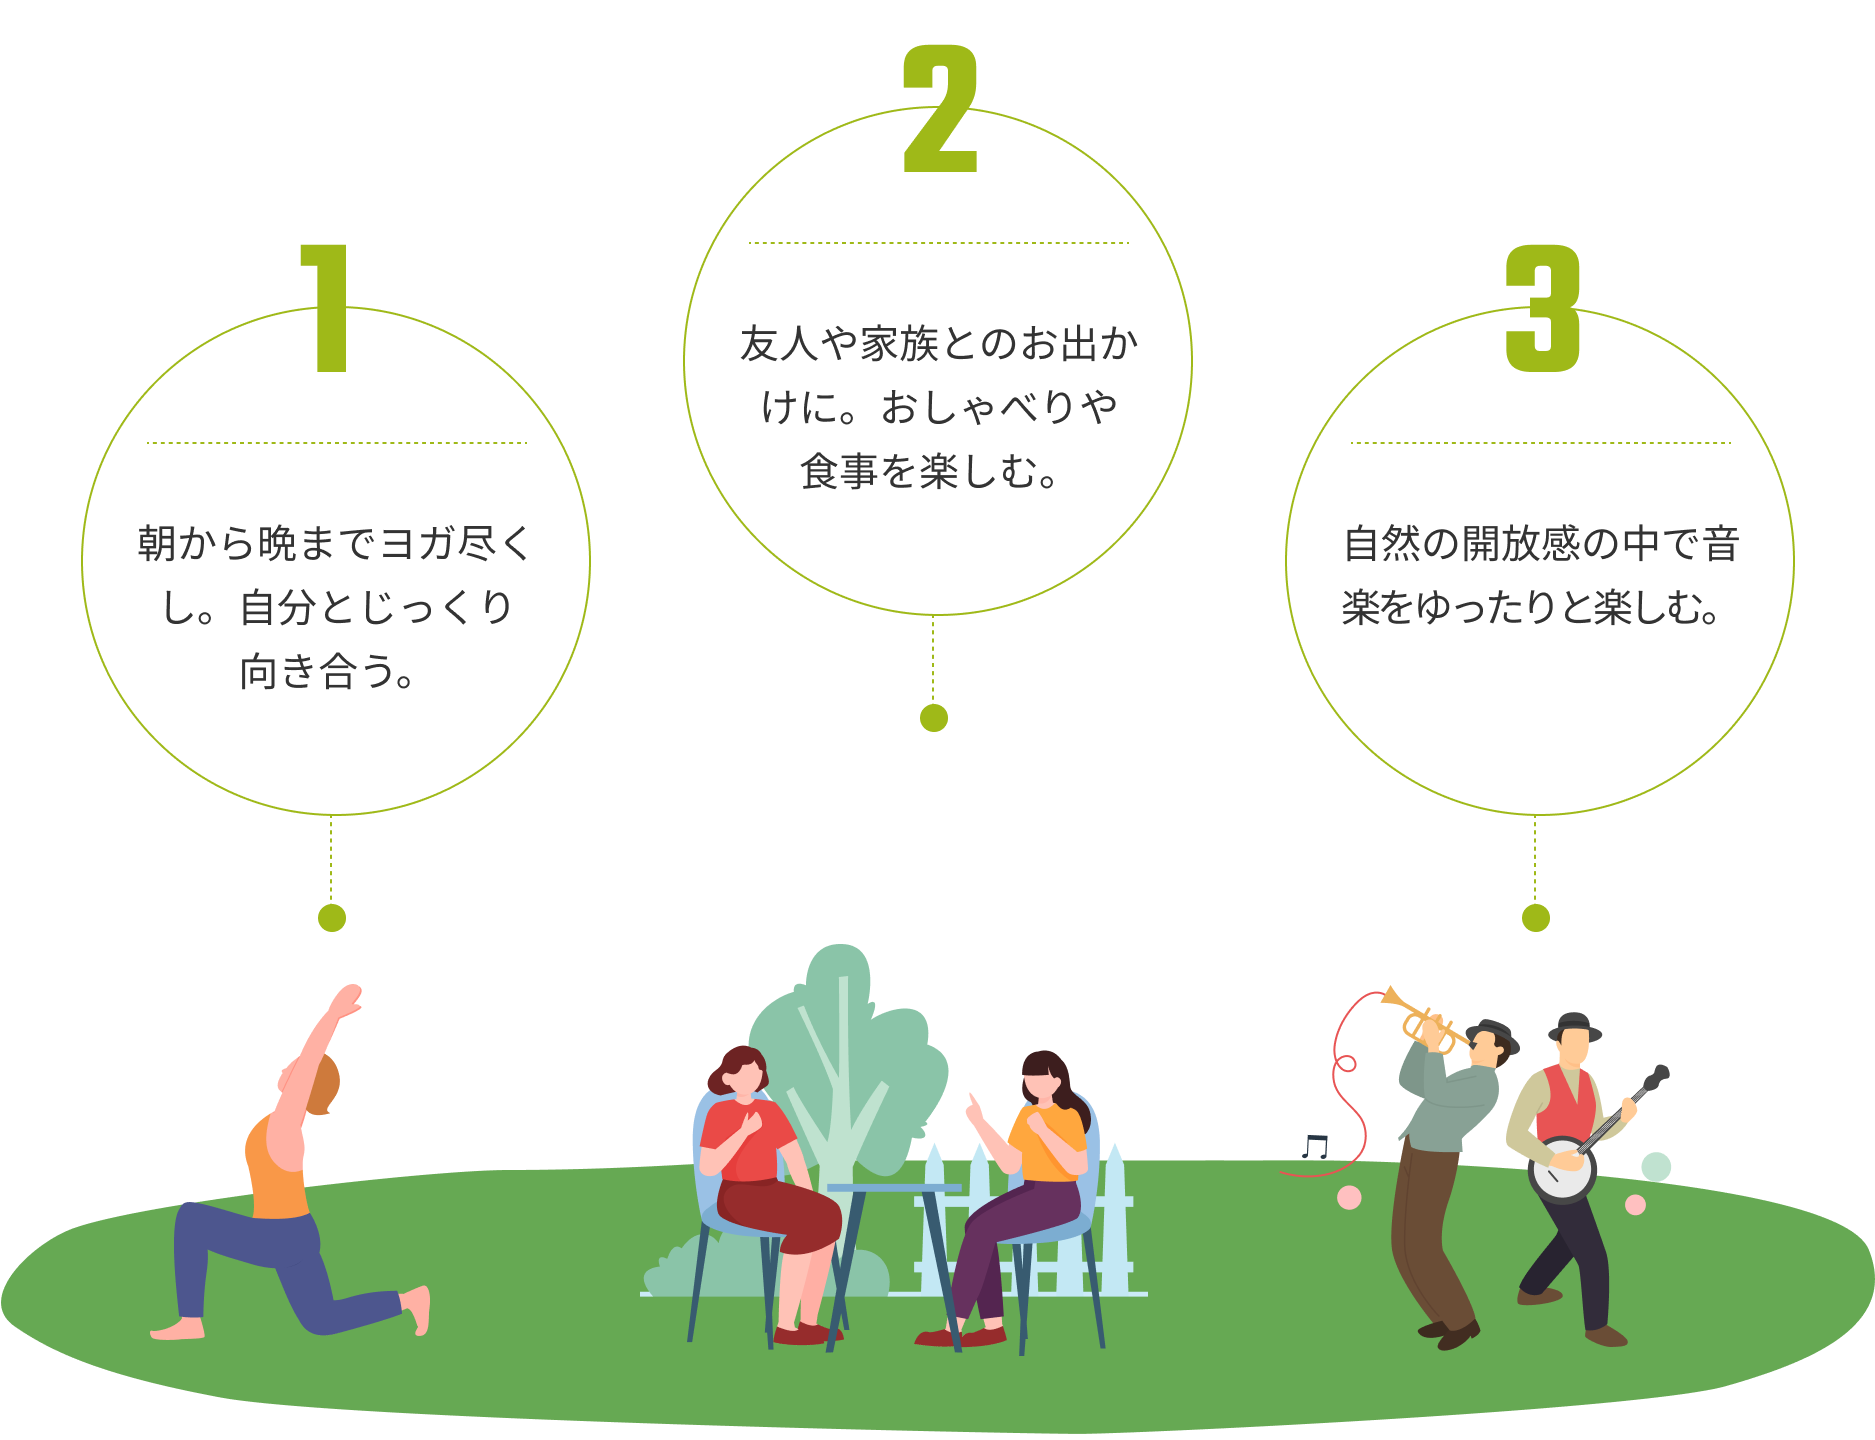 1
朝から晩までヨガ尽く
し。自分とじっくり
向き合う。
2
友人や家族とのお出か
けに。おしゃべりや
食事を楽しむ。
3
自然の開放感の中で音
楽をゆったりと楽しむ。